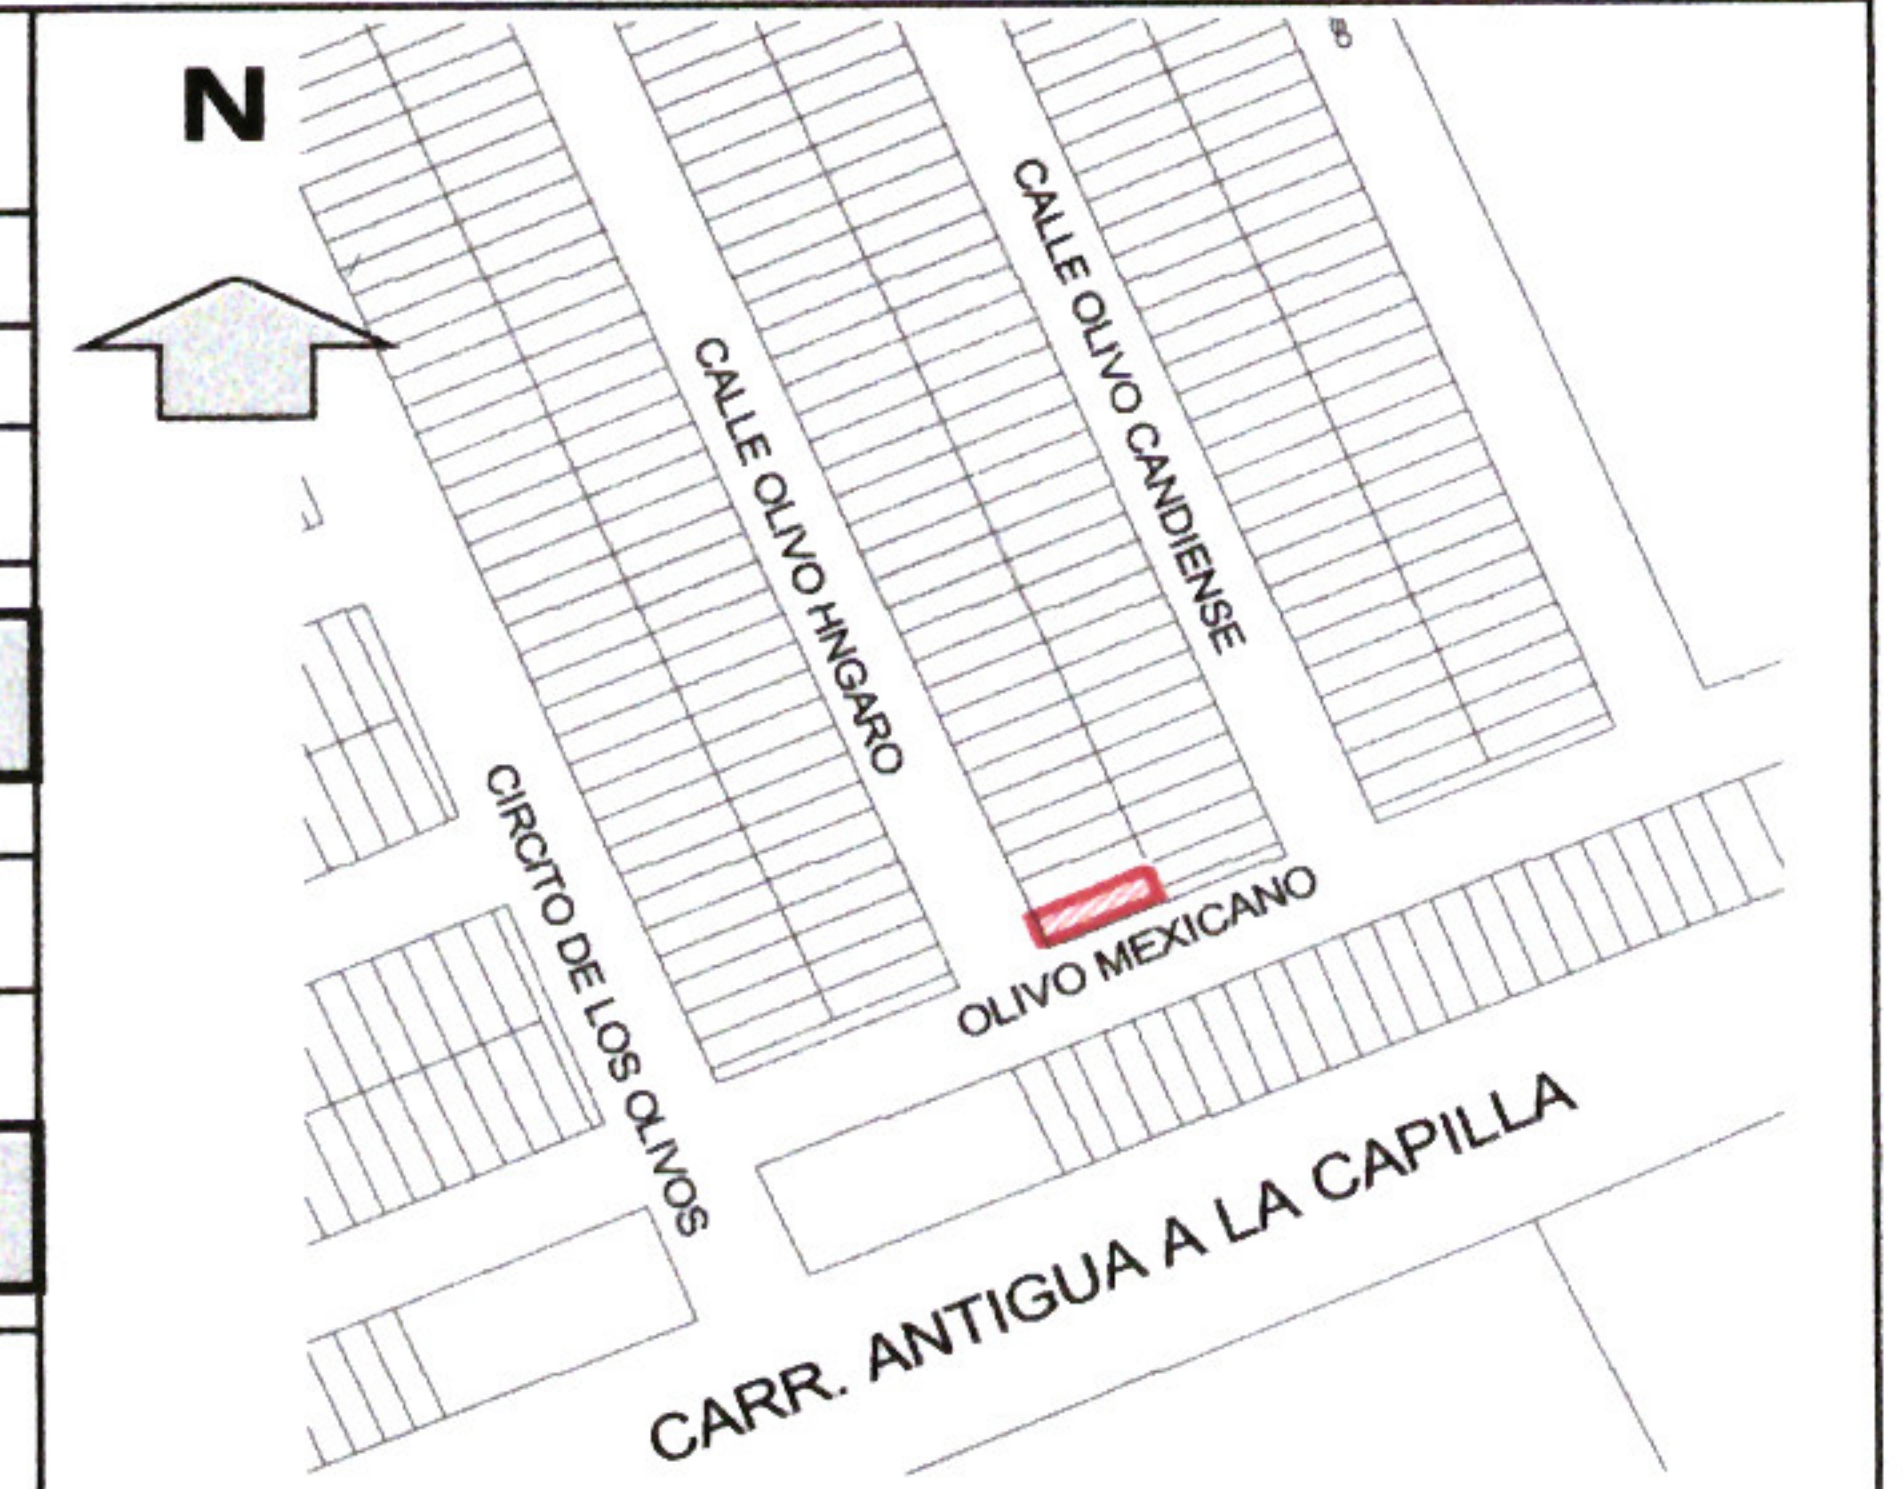 N
CALLE OLIVO CANDIENSE
CALLE OLIVO HNGARO
CIRCITO DE LOS OLIVOS
OLIVO MEXICANO
CARR. ANTIGUA A LA CAPILLA